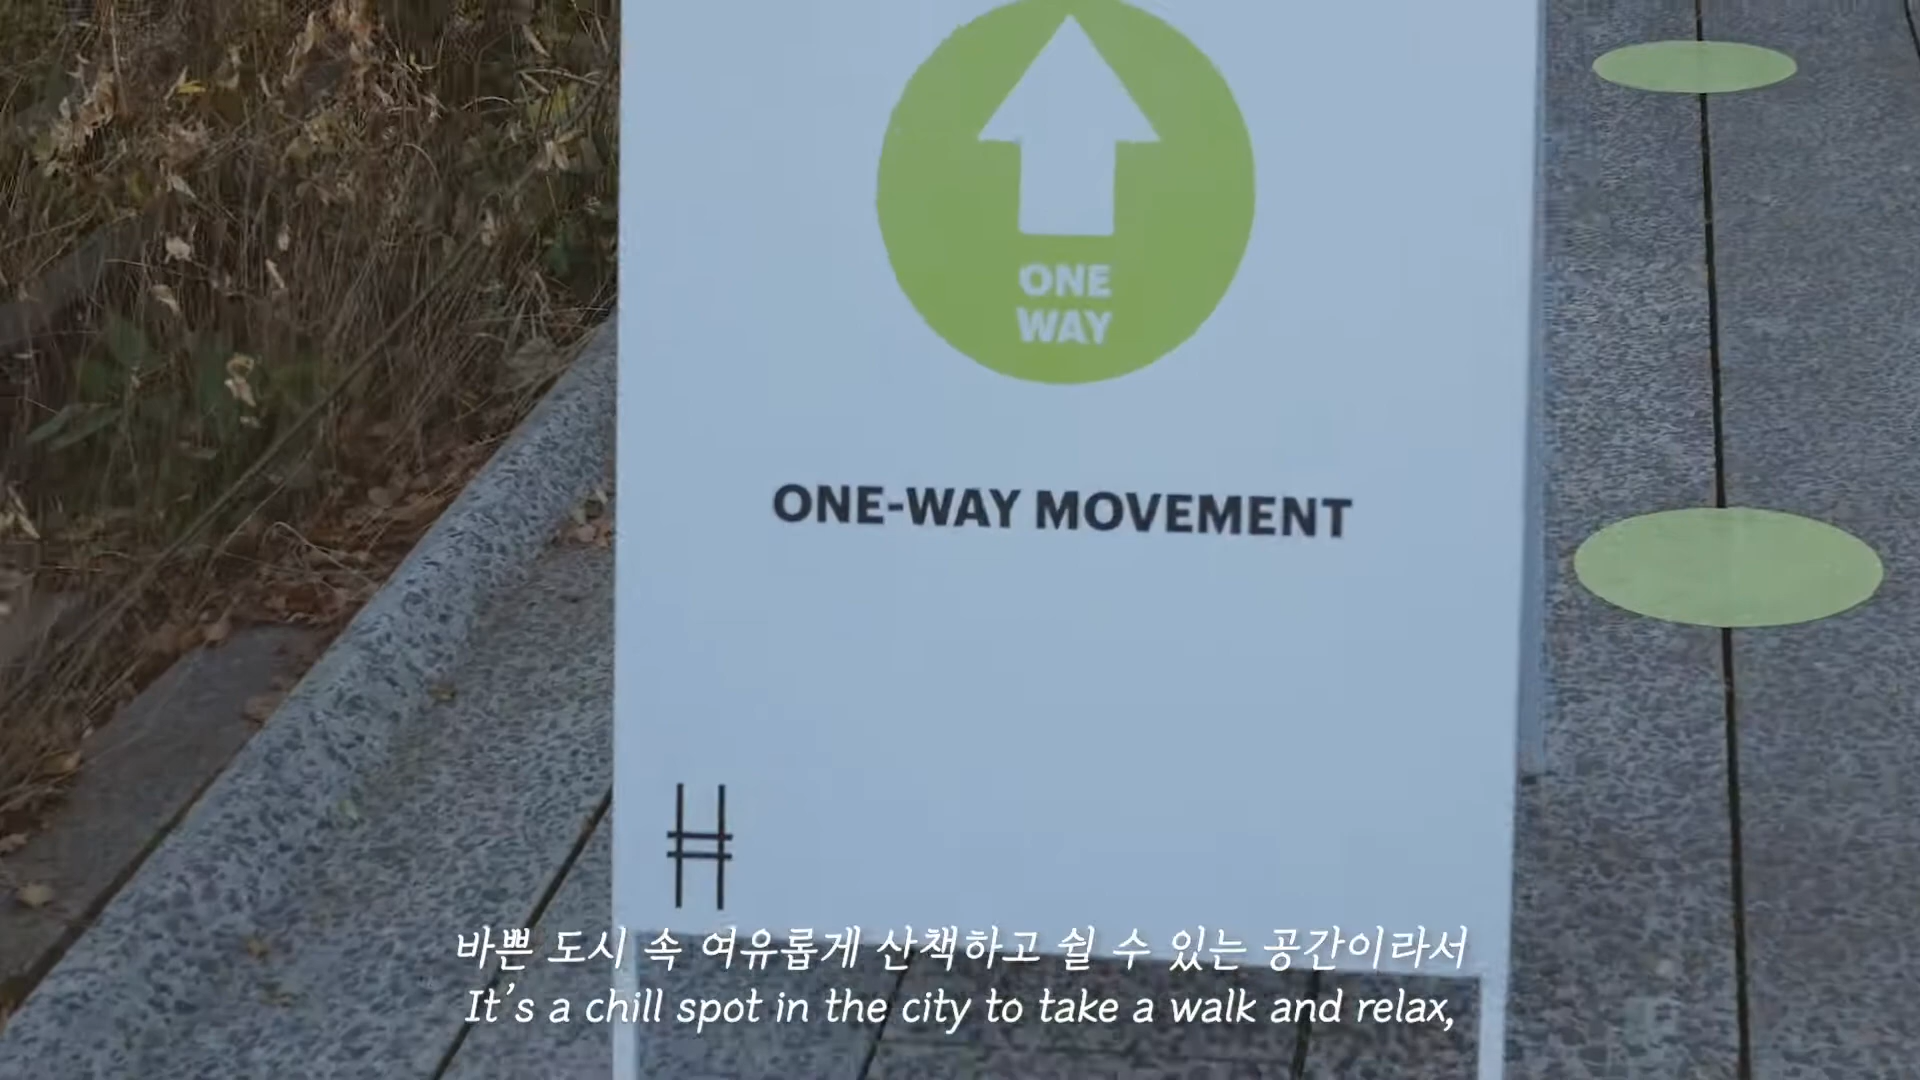 ONE
WAY
ONE-WAY MOVEMENT
바쁜 도시 속 여유롭게 산책하고 쉴 수 있는 공간이라서
It's a chill spot in the city to take a walk and relax,